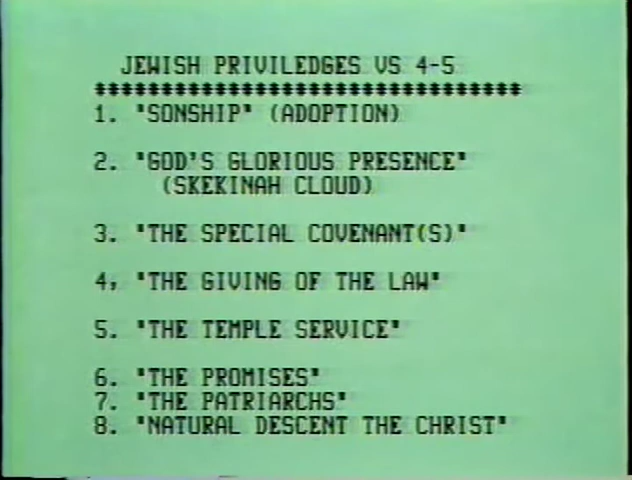 JEWISH PRIVILEDGES VS 4-5
********************************
1. "SONSHIP" (ADOPTION)
2. "GOD'S GLORIOUS PRESENCE"
(SKEKINAH CLOUD)
3. "THE SPECIAL COVENANT(S)"
4, "THE GIVING OF THE LAW"
5. "THE TEMPLE SERVICE"
6. "THE PROMISES"
7. "THE PATRIARCHS"
8. "NATURAL DESCENT THE CHRIST"